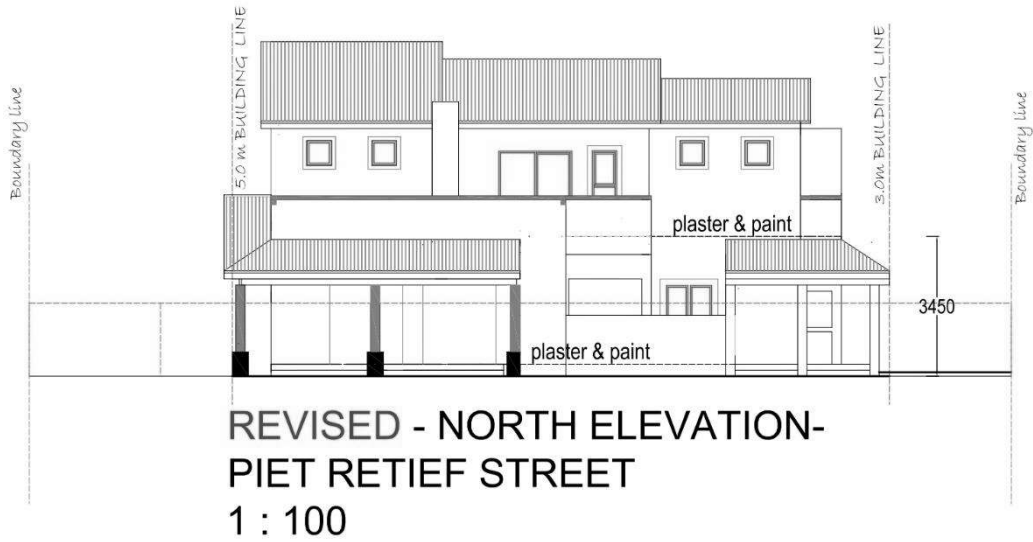 Boundary line
5.0 m BUILDING LINE
3.0m BUILDING LINE
Boundary line
plaster & paint
3450
plaster & paint
REVISED - NORTH ELEVATION-
PIET RETIEF STREET
1 : 100